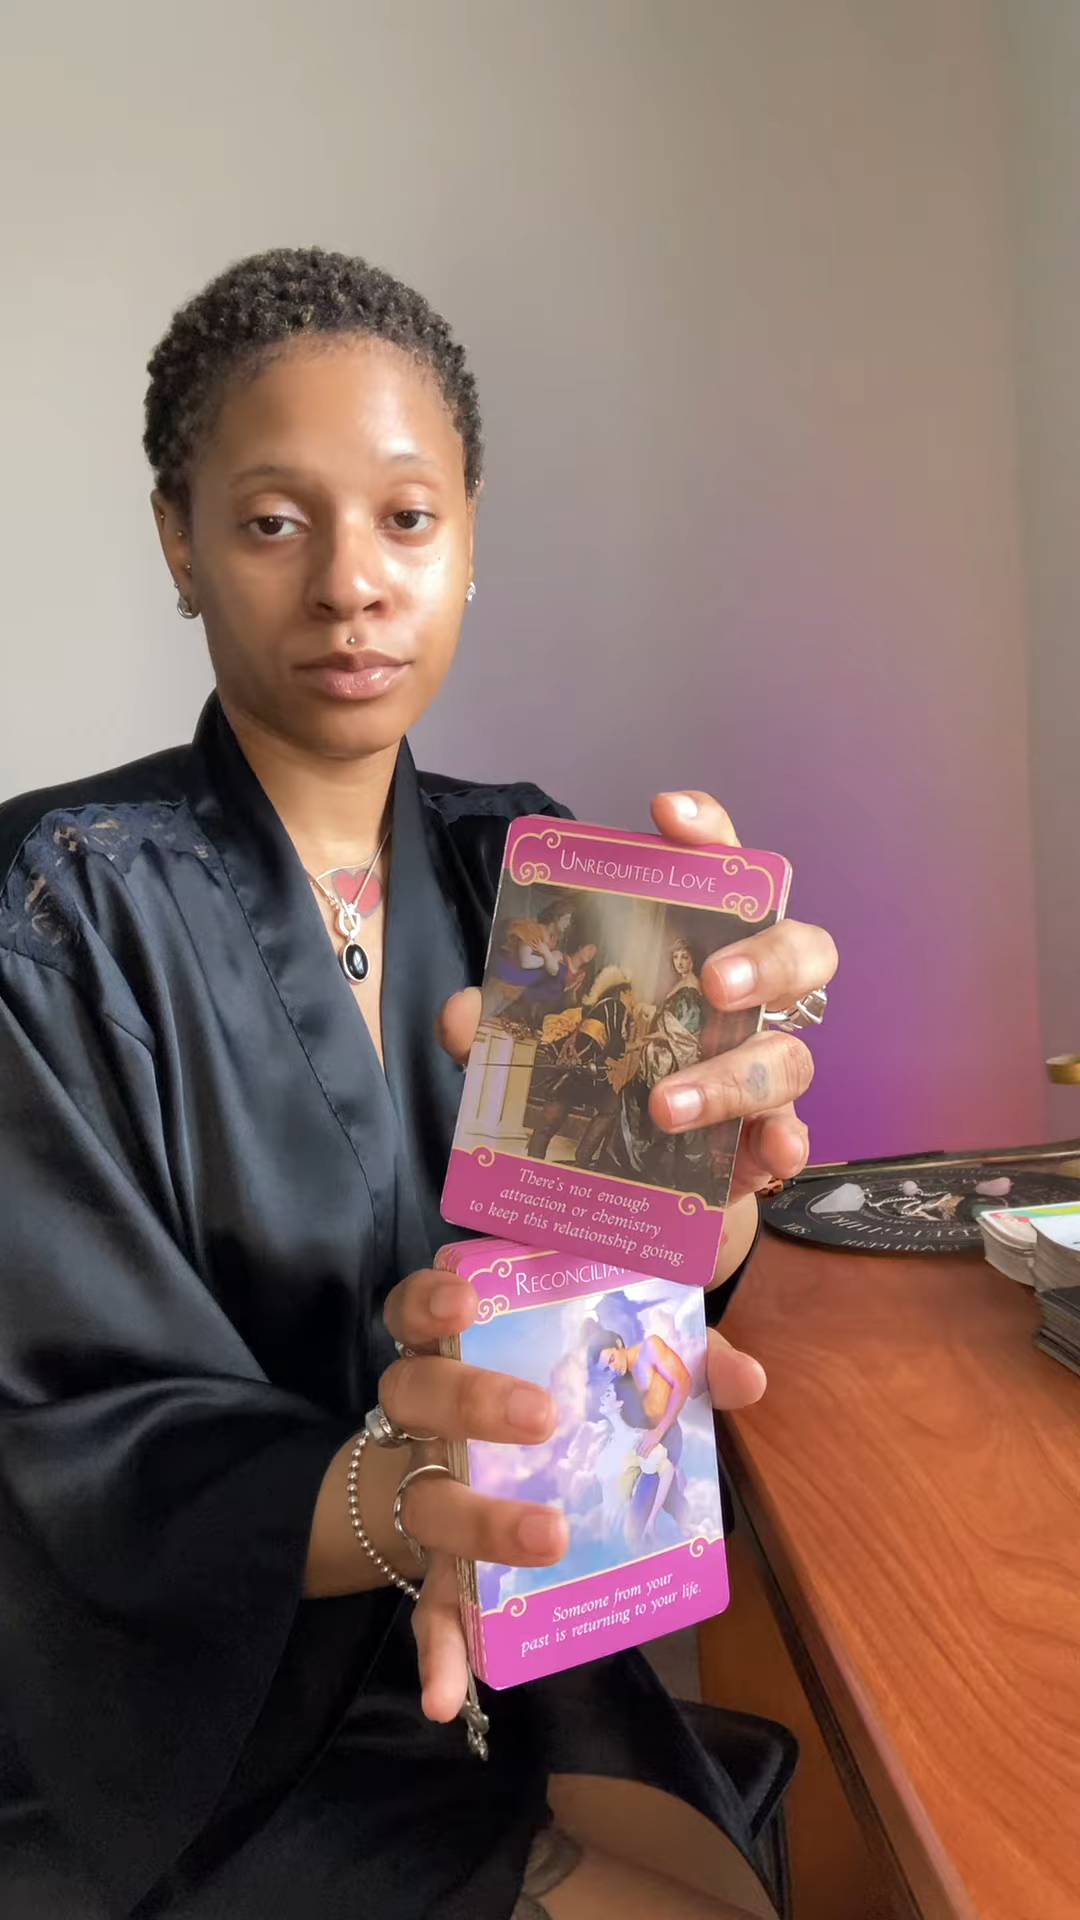 UNREQUITED LOVE
There's not enough
attraction or chemistry
to keep this relationship going.
Someone from your
past is returning to your life.
REPHRASE